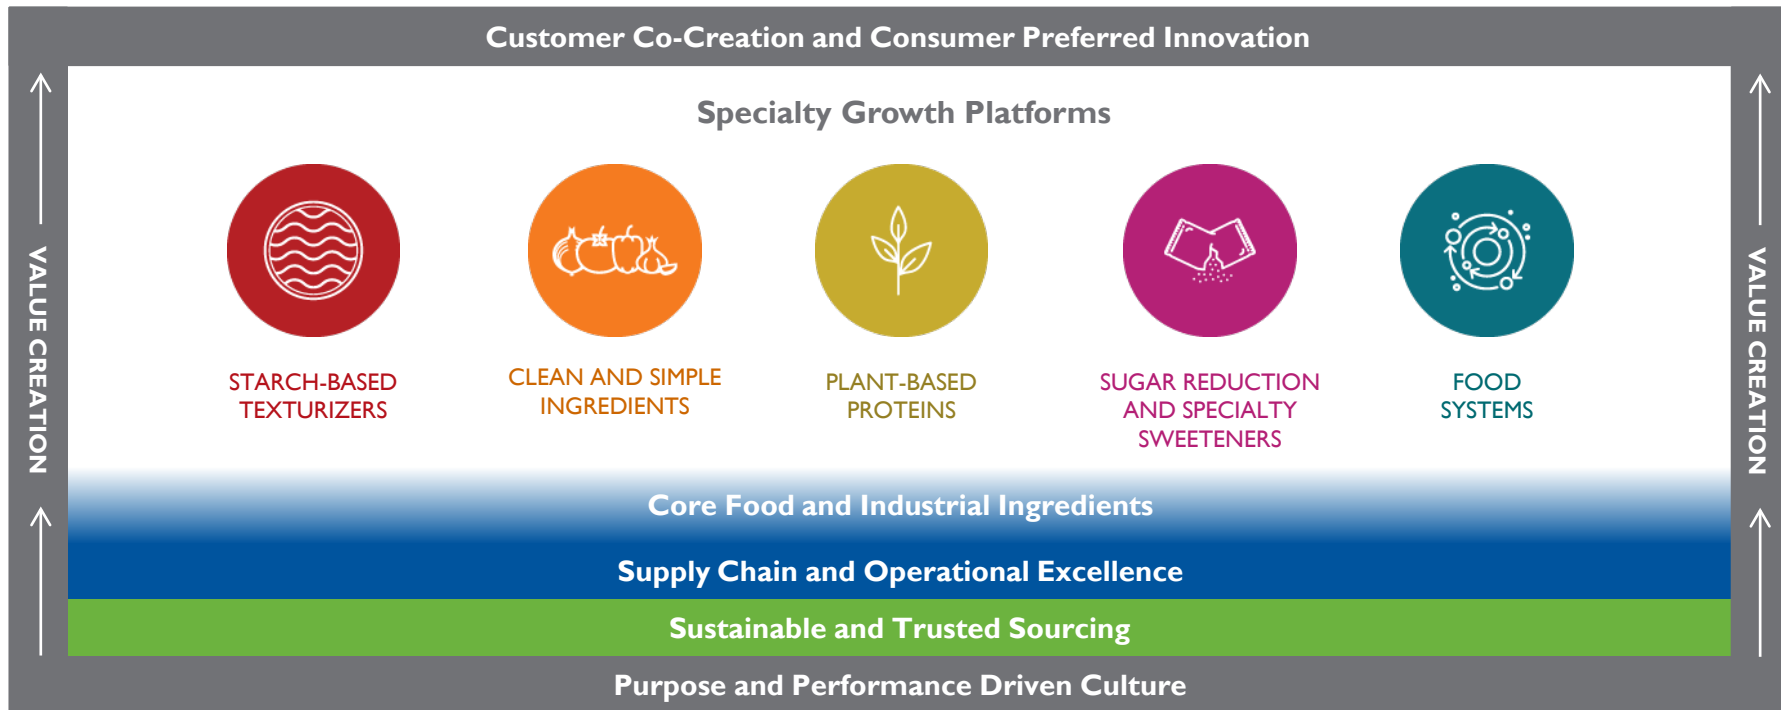 Customer Co-Creation and Consumer Preferred Innovation
Specialty Growth Platforms
VALUE CREATION
STARCH-BASED
TEXTURIZERS
CLEAN AND SIMPLE
INGREDIENTS
PLANT-BASED
PROTEINS
SUGAR REDUCTION
AND SPECIALTY
SWEETENERS
FOOD
SYSTEMS
VALUE CREATION
Core Food and Industrial Ingredients
Supply Chain and Operational Excellence
Sustainable and Trusted Sourcing
Purpose and Performance Driven Culture